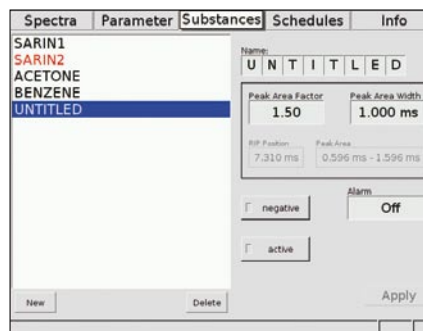 Spectra Parameter Substances Schedules Info
SARIN1
SARIN2
ACETONE
BENZENE
UNTITLED
New
Delete
Name:
U N T I T L E D
Peak Area Factor Peak Area Width
1.50 1.000 ms
RIP Position Peak Area
7.310 ms 0.596 ms - 1.596 ms
Alarm
negative Off
active
Apply